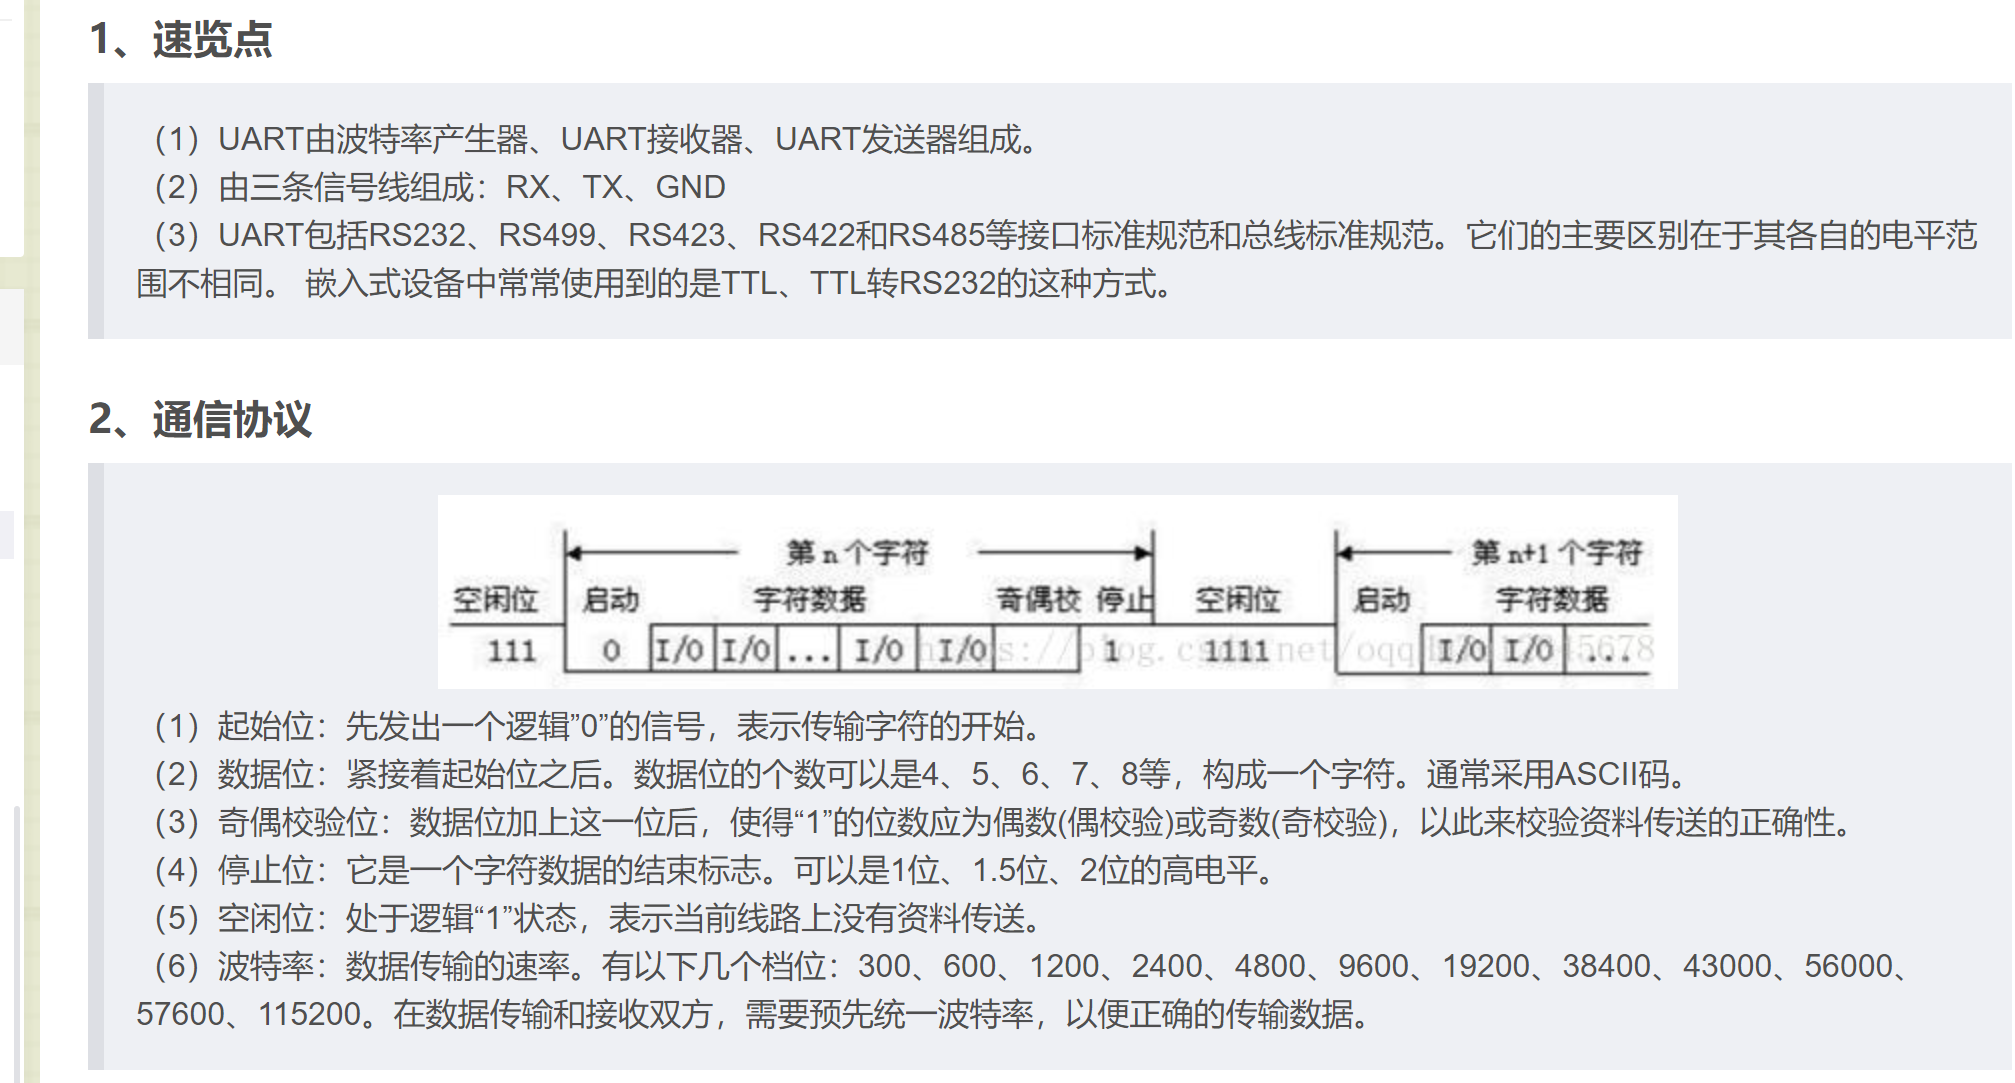 1、速览点
（1）UART由波特率产生器、UART接收器、UART发送器组成。
（2）由三条信号线组成：RX、TX、GND
（3）UART包括RS232、RS499、RS423、RS422和RS485等接口标准规范和总线标准规范。它们的主要区别在于其各自的电平范
围不相同。 嵌入式设备中常常使用到的是TTL、TTL转RS232的这种方式。
2、通信协议
第 n 个字符 第 n+1 个字符
空闲位 启动 字符数据 奇偶校 停止 空闲位 启动 字符数据
111 0 I/0 I/0 ... I/0 I/0 1 1111 I/0 I/0 ...
（1）起始位：先发出一个逻辑”0”的信号，表示传输字符的开始。
（2）数据位：紧接着起始位之后。数据位的个数可以是4、5、6、7、8等，构成一个字符。通常采用ASCII码。
（3）奇偶校验位：数据位加上这一位后，使得“1”的位数应为偶数(偶校验)或奇数(奇校验)，以此来校验资料传送的正确性。
（4）停止位：它是一个字符数据的结束标志。可以是1位、1.5位、2位的高电平。
（5）空闲位：处于逻辑“1”状态，表示当前线路上没有资料传送。
（6）波特率：数据传输的速率。有以下几个档位：300、600、1200、2400、4800、9600、19200、38400、43000、56000、
57600、115200。在数据传输和接收双方，需要预先统一波特率，以便正确的传输数据。